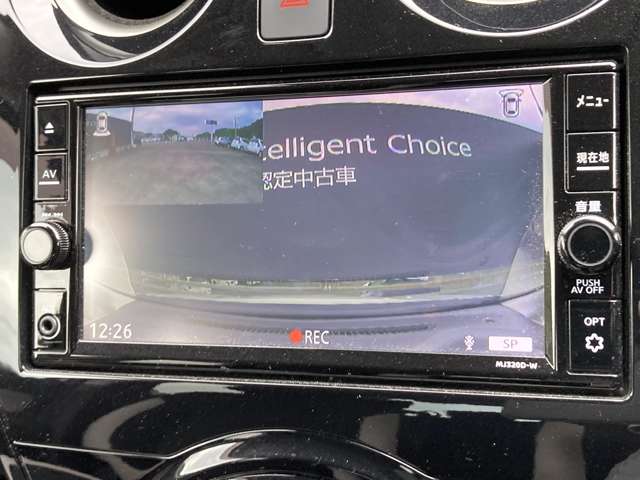 メニュー
AV
現在地
telligent Choice
認定中古車
音量
PUSH
AV OFF
12:26
REC
SP
OPT
MJ320D-W